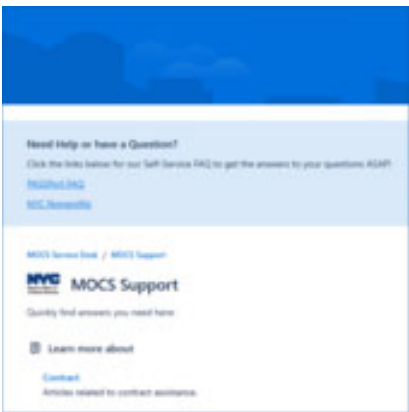 Need Help or have a Question?
Click the links below for our Self-Service FAQ to get the answers to your questions ASAP!
PASSPort FAQ
NYC Nonprofits
MOCS Service Desk / MOCS Support
NYC MOCS Support
Quickly find answers you need here
Learn more about
Contract
Articles related to contract assistance.